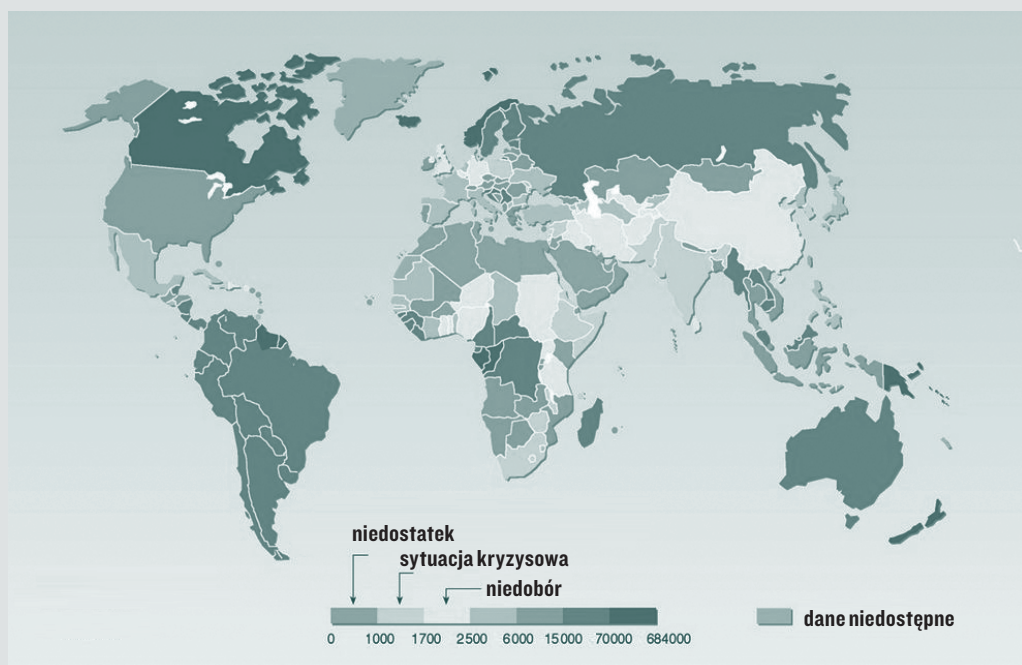 niedostatek
sytuacja kryzysowa
niedobór
0 1000 1700 2500 6000 15000 70000 684000
dane niedostępne